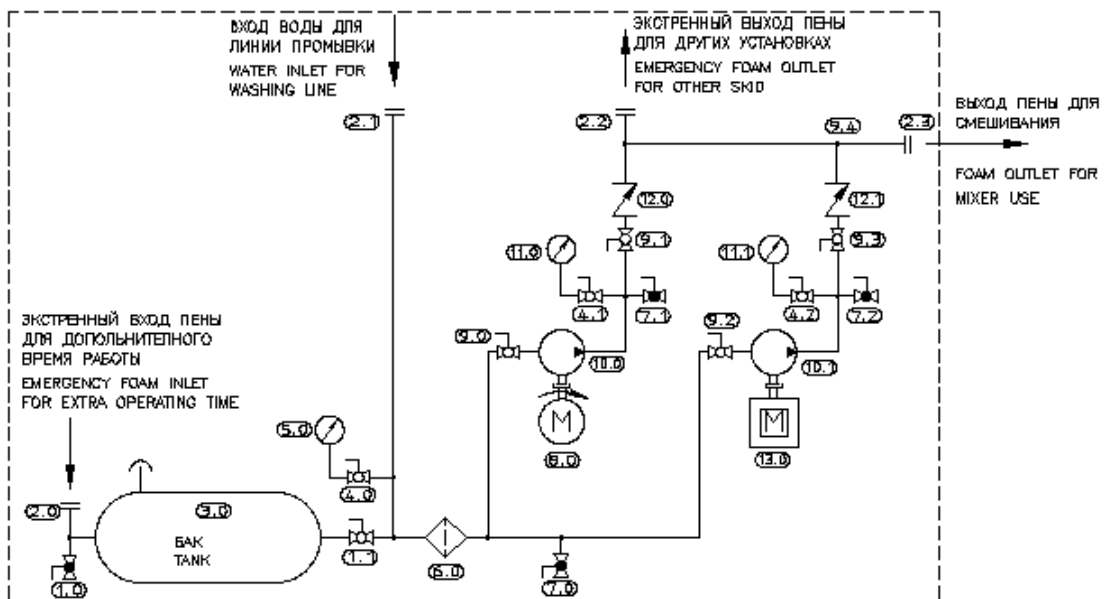 ВХОД ВОДЫ ДЛЯ
ЛИНИИ ПРОМЫВКИ
WATER INLET FOR
WASHING LINE
2.1
ЭКСТРЕННЫЙ ВЫХОД ПЕНЫ
ДЛЯ ДРУГИХ УСТАНОВКАХ
EMERGENCY FOAM OUTLET
FOR OTHER SKID
2.2
9.4
2.3
ВЫХОД ПЕНЫ ДЛЯ
СМЕШИВАНИЯ
FOAM OUTLET FOR
MIXER USE
12.0
12.1
11.0
9.1
11.1
9.3
4.1
7.1
4.2
7.2
9.0
10.0
9.2
10.1
M
8.0
M
13.0
ЭКСТРЕННЫЙ ВХОД ПЕНЫ
ДЛЯ ДОПОЛЬНИТЕЛНОГО
ВРЕМЯ РАБОТЫ
EMERGENCY FOAM INLET
FOR EXTRA OPERATING TIME
5.0
4.0
2.0
3.0
БАК
TANK
1.0
1.1
6.0
7.0